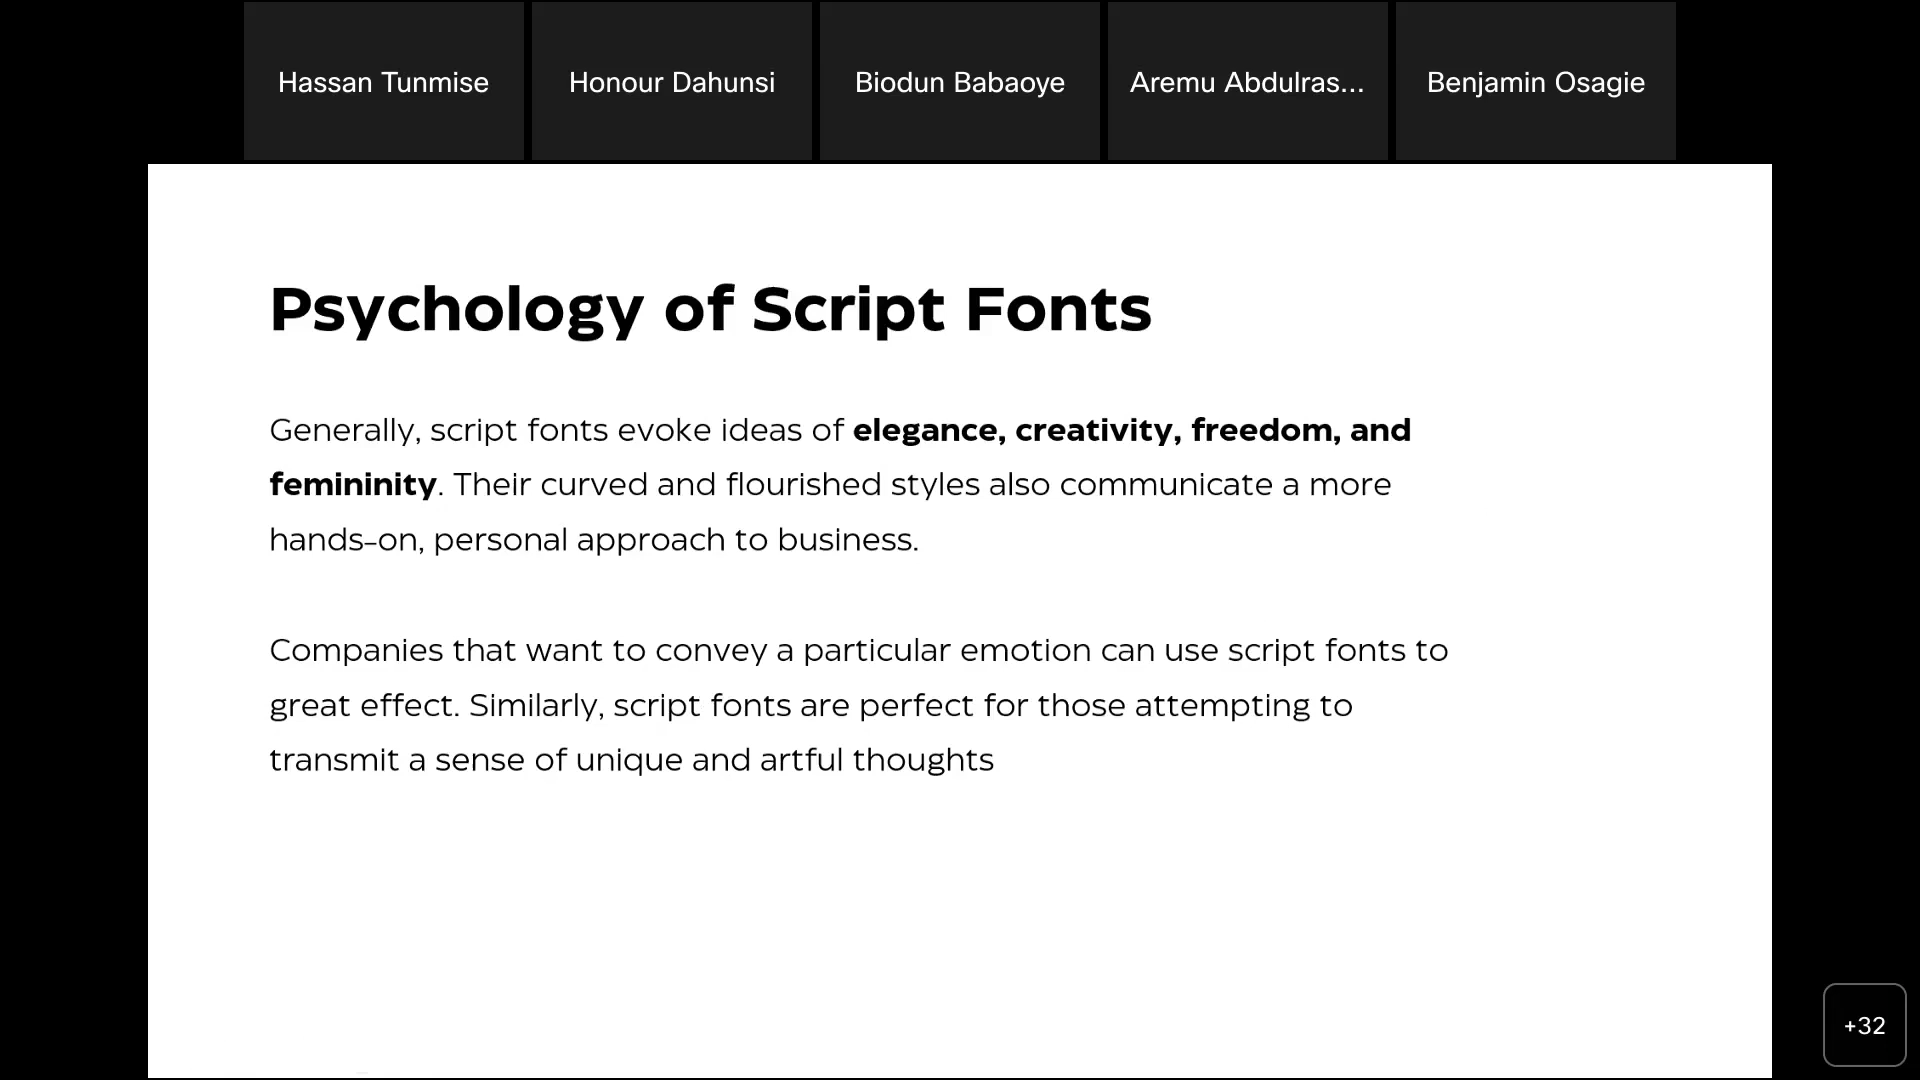 Hassan Tunmise
Honour Dahunsi
Biodun Babaoye
Aremu Abdulras...
Benjamin Osagie
Psychology of Script Fonts
Generally, script fonts evoke ideas of elegance, creativity, freedom, and
femininity. Their curved and flourished styles also communicate a more
hands-on, personal approach to business.
Companies that want to convey a particular emotion can use script fonts to
great effect. Similarly, script fonts are perfect for those attempting to
transmit a sense of unique and artful thoughts
+32